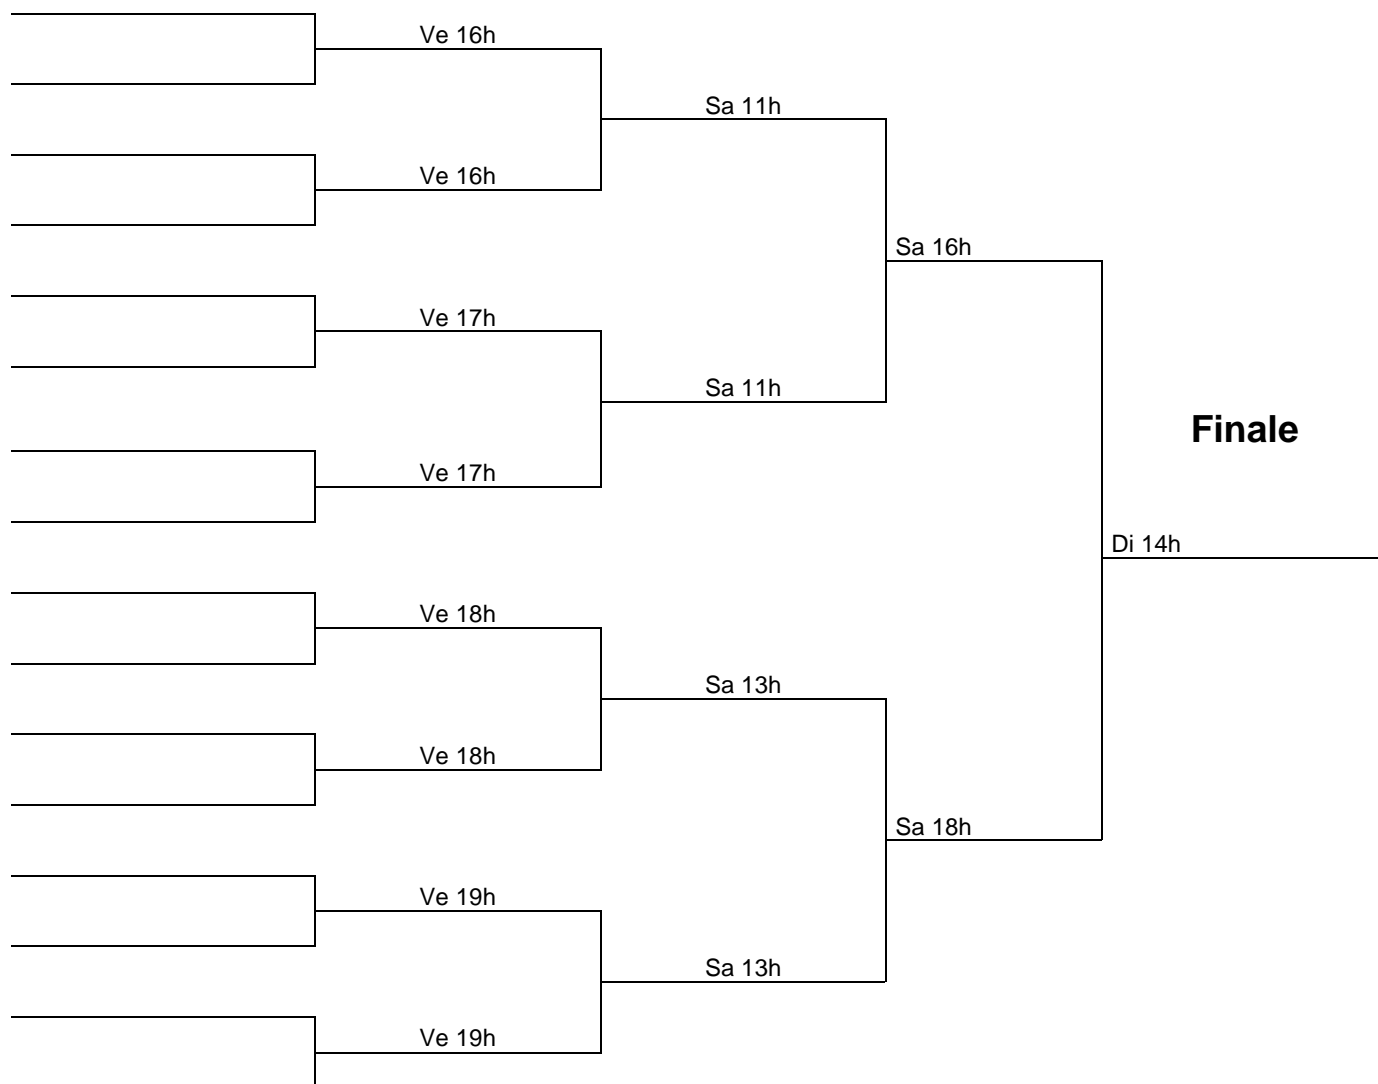 Ve 16h
Sa 11h
Ve 16h
Sa 16h
Ve 17h
Sa 11h
Finale
Ve 17h
Di 14h
Ve 18h
Sa 13h
Ve 18h
Sa 18h
Ve 19h
Sa 13h
Ve 19h